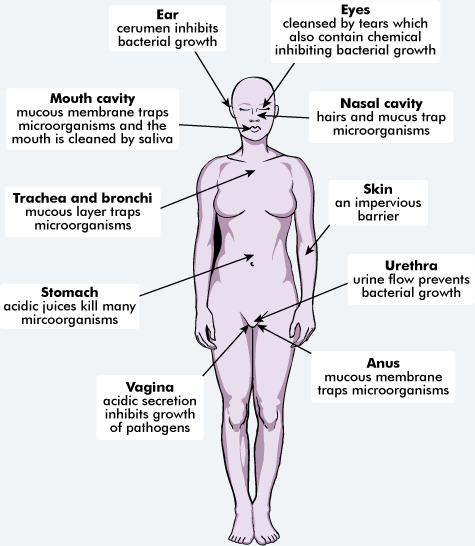 Ear
cerumen inhibits
bacterial growth
Eyes
cleansed by tears which
also contain chemical
inhibiting bacterial growth
Mouth cavity
mucous membrane traps
microorganisms and the
mouth is cleaned by saliva
Nasal cavity
hairs and mucus trap
microorganisms
Trachea and bronchi
mucous layer traps
microorganisms
Skin
an impervious
barrier
Stomach
acidic juices kill many
mircoorganisms
Urethra
urine flow prevents
bacterial growth
Vagina
acidic secretion
inhibits growth
of pathogens
Anus
mucous membrane
traps microorganisms